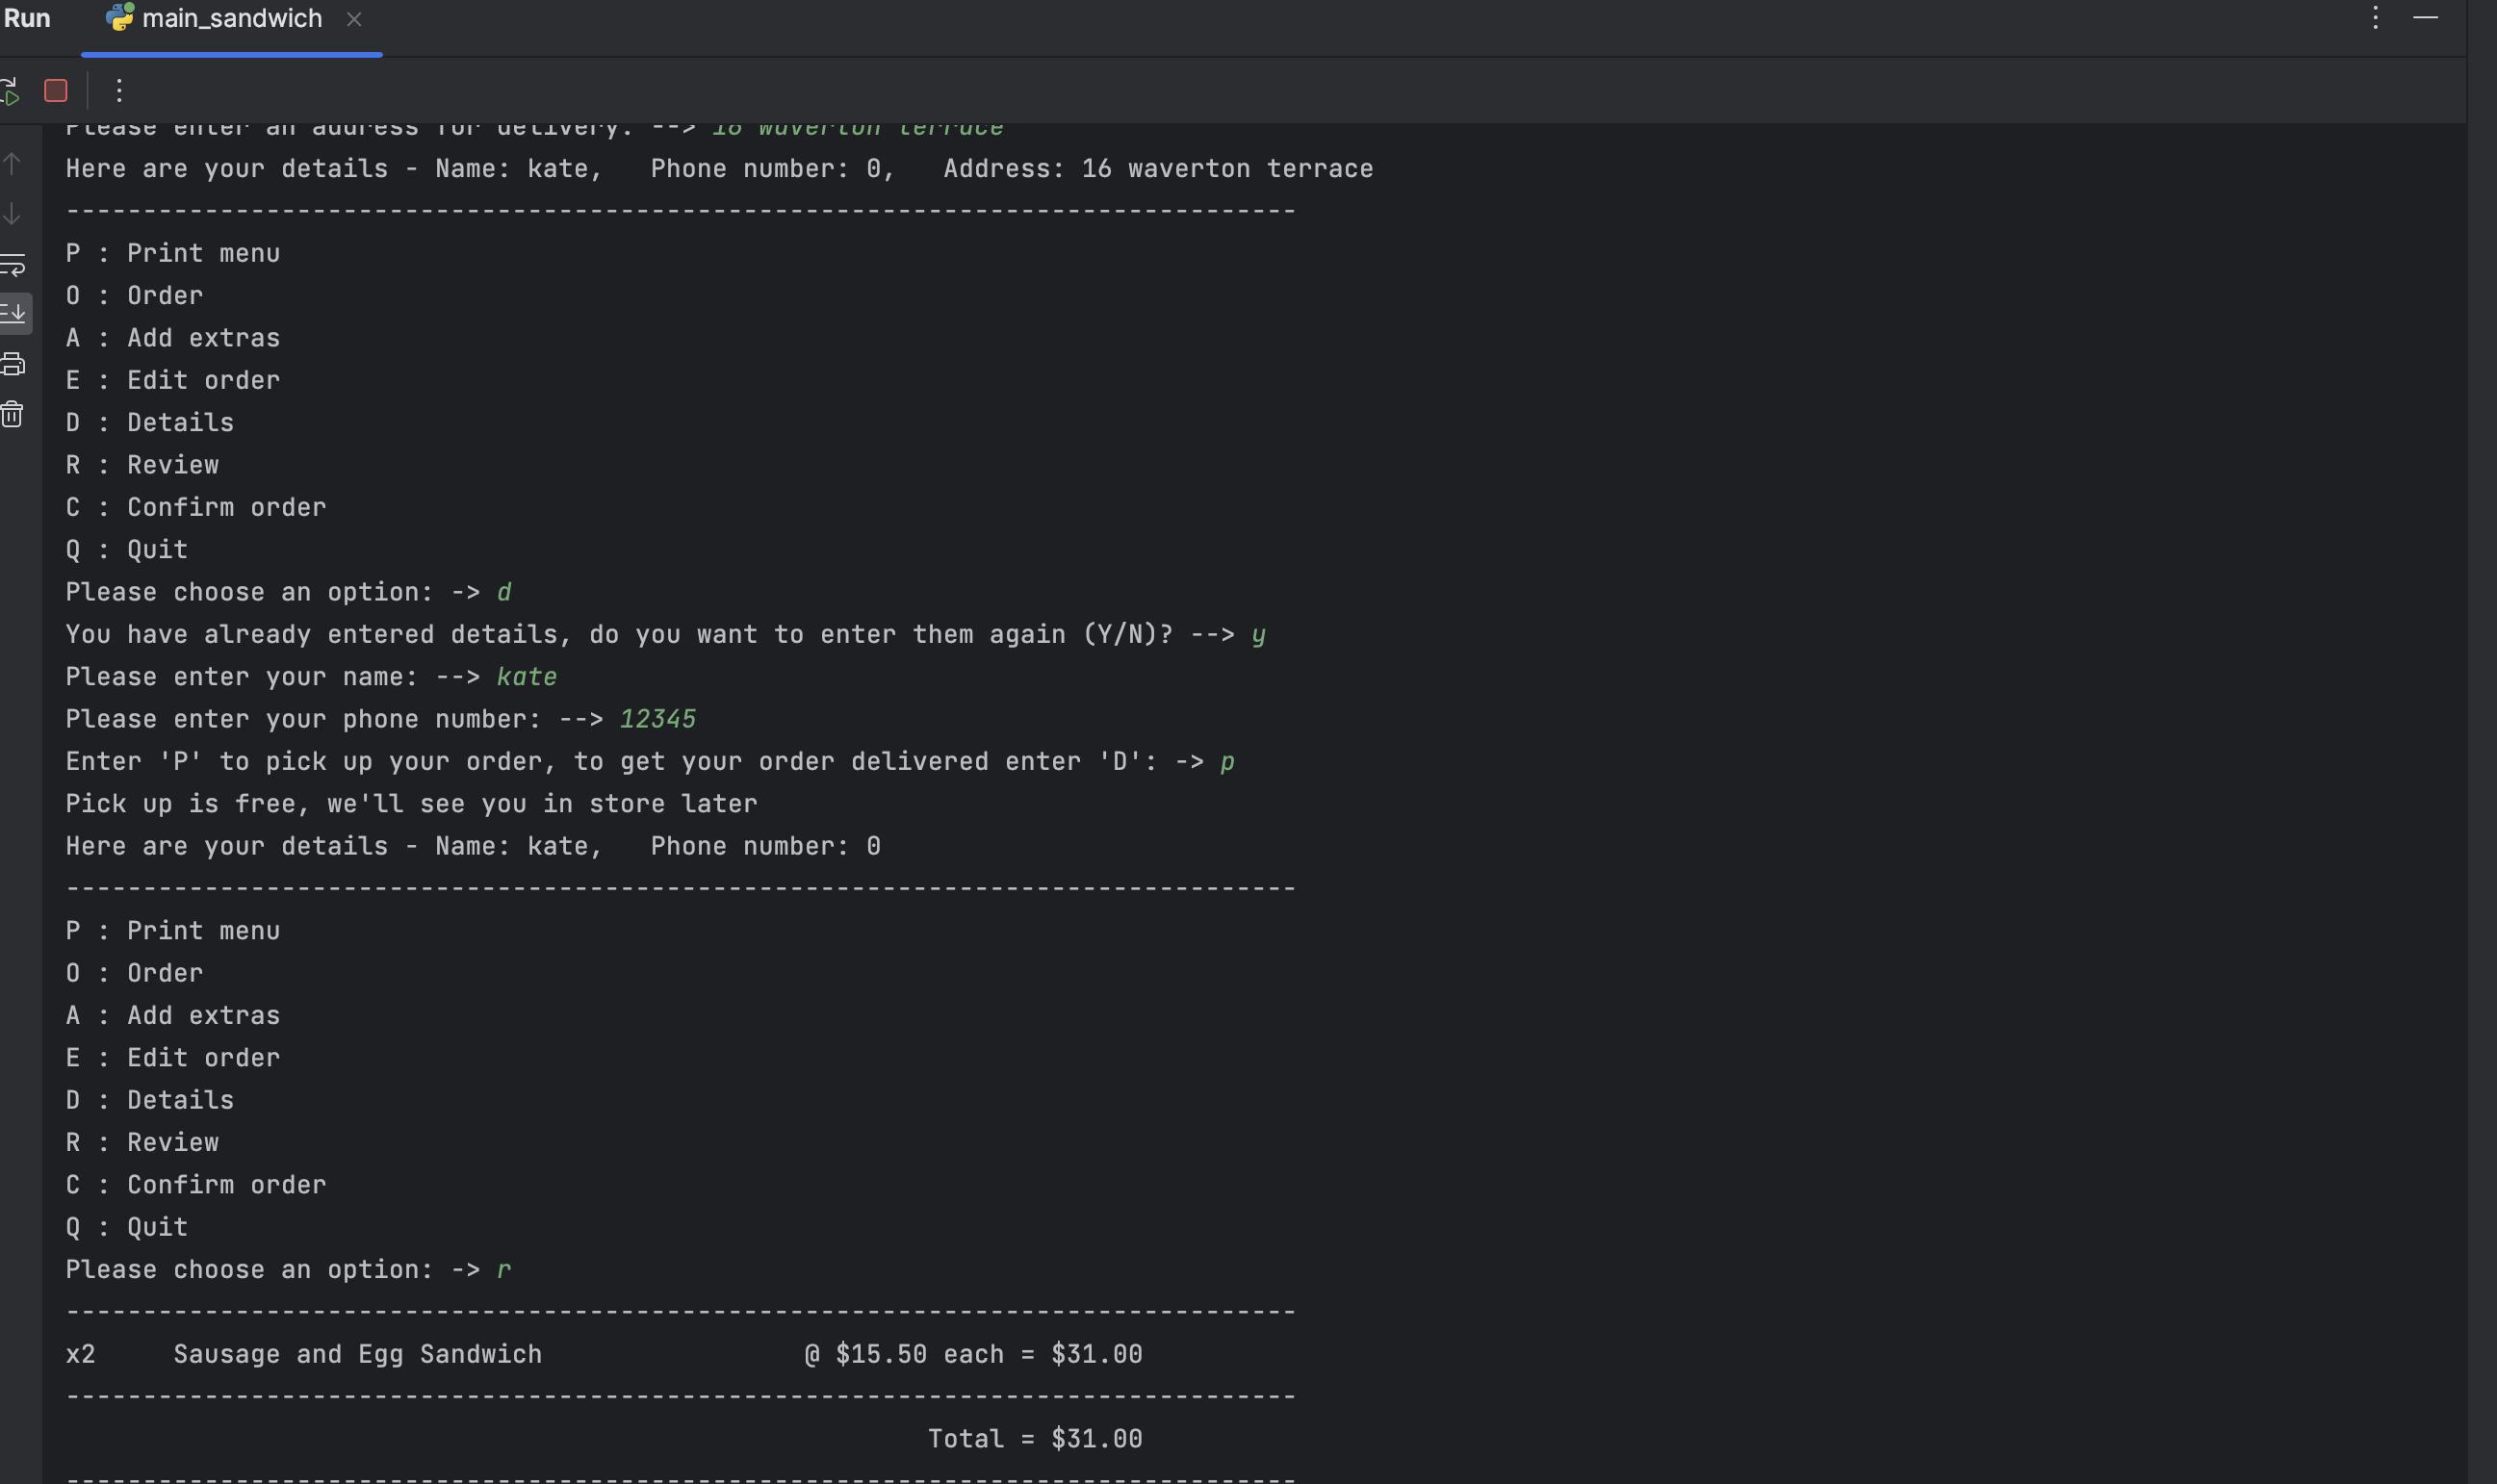 Run main_sandwich
Please enter an address for delivery: --> 16 waverton terrace
Here are your details - Name: kate,   Phone number: 0,   Address: 16 waverton terrace
--------------------------------------------------------------------------------
P : Print menu
O : Order
A : Add extras
E : Edit order
D : Details
R : Review
C : Confirm order
Q : Quit
Please choose an option: -> d
You have already entered details, do you want to enter them again (Y/N)? --> y
Please enter your name: --> kate
Please enter your phone number: --> 12345
Enter 'P' to pick up your order, to get your order delivered enter 'D': -> p
Pick up is free, we'll see you in store later
Here are your details - Name: kate,   Phone number: 0
--------------------------------------------------------------------------------
P : Print menu
O : Order
A : Add extras
E : Edit order
D : Details
R : Review
C : Confirm order
Q : Quit
Please choose an option: -> r
--------------------------------------------------------------------------------
x2     Sausage and Egg Sandwich                 @ $15.50 each = $31.00
--------------------------------------------------------------------------------
                                                        Total = $31.00
--------------------------------------------------------------------------------